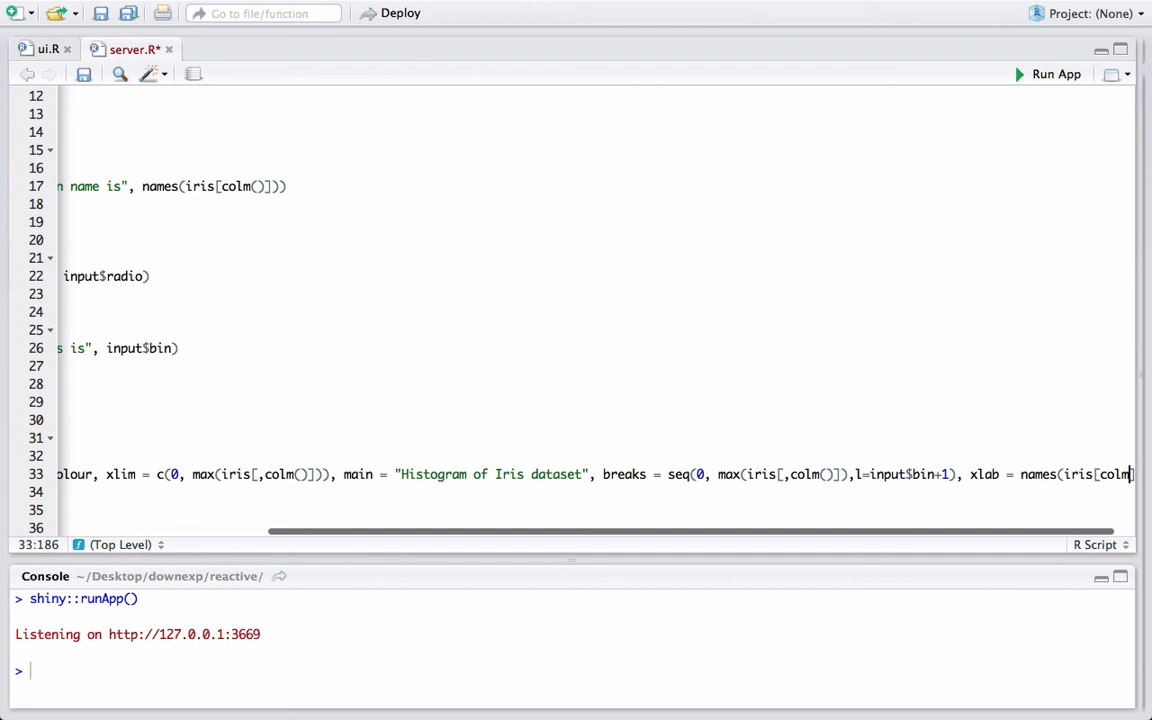 Go to file/function
Deploy
Project: (None)
ui.R
server.R*
Run App
12
13
14
15
16
17 n name is", names(iris[colm()]))
18
19
20
21
22 input$radio)
23
24
25
26 s is", input$bin)
27
28
29
30
31
32
33 olour, xlim = c(0, max(iris[,colm()])), main = "Histogram of Iris dataset", breaks = seq(0, max(iris[,colm()]),l=input$bin+1), xlab = names(iris[colm]
34
35
36
33:186 (Top Level) R Script
Console ~/Desktop/downexp/reactive/
> shiny::runApp()
Listening on http://127.0.0.1:3669
>